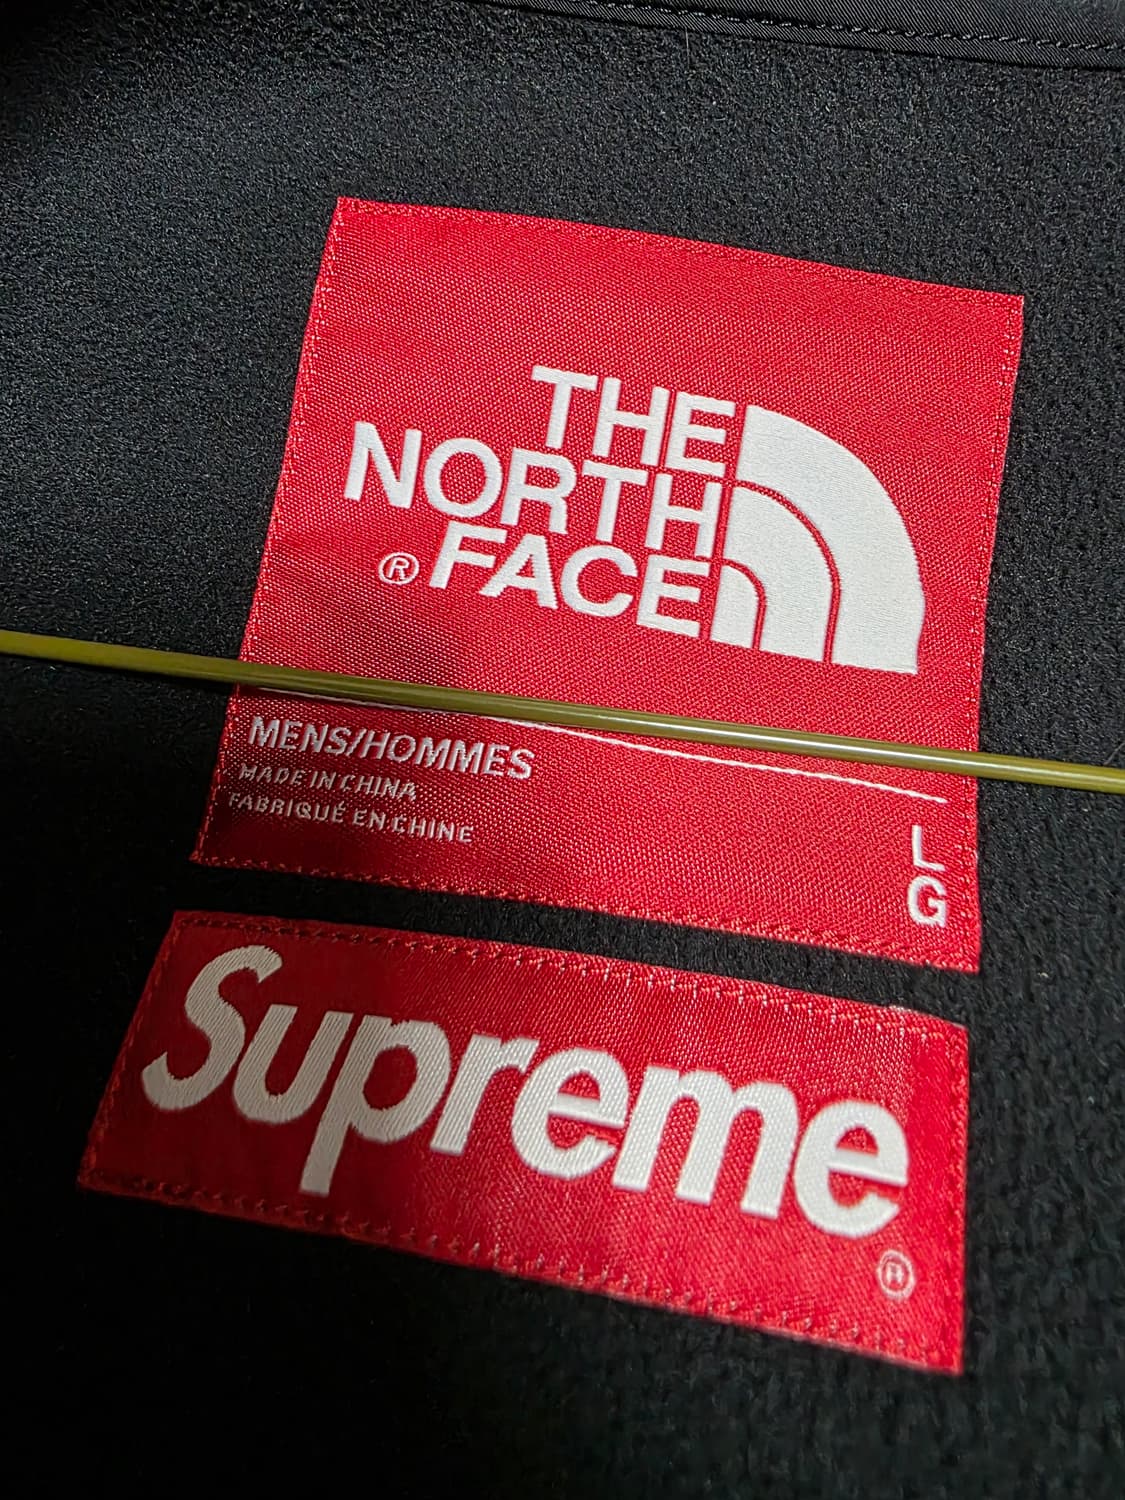 THE
NORTH
® FACE
MENS/HOMMES
MADE IN CHINA
FABRIQUÉ EN CHINE
L
G
Supreme
®